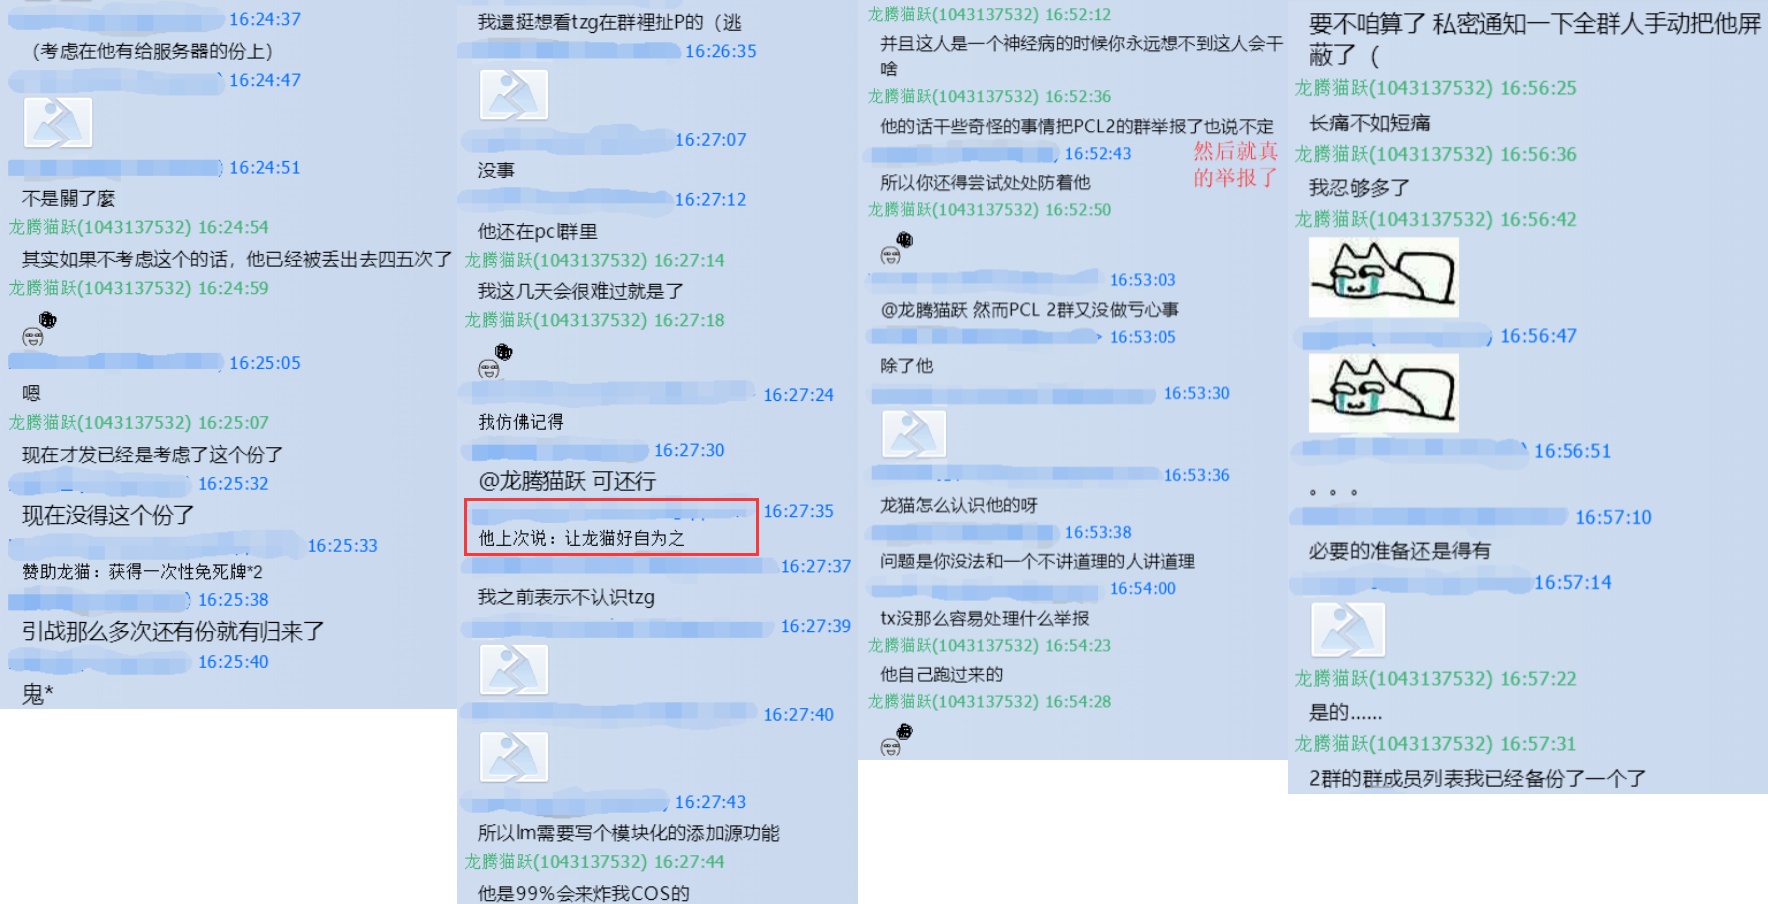 16:24:37
（考虑在他有给服务器的份上）
16:24:47
16:24:51
不是關了麼
龙腾猫跃(1043137532) 16:24:54
其实如果不考虑这个的话，他已经被丢出去四五次了
龙腾猫跃(1043137532) 16:24:59
16:25:05
嗯
龙腾猫跃(1043137532) 16:25:07
现在才发已经是考虑了这个份了
16:25:32
现在没得这个份了
16:25:33
赞助龙猫：获得一次性免死牌*2
16:25:38
引战那么多次还有份就有归来了
16:25:40
鬼*
我還挺想看tzg在群裡扯P的（逃
16:26:35
16:27:07
没事
16:27:12
他还在pcl群里
龙腾猫跃(1043137532) 16:27:14
我这几天会很难过就是了
龙腾猫跃(1043137532) 16:27:18
16:27:24
我仿佛记得
16:27:30
@龙腾猫跃 可还行
16:27:35
他上次说：让龙猫好自为之
16:27:37
我之前表示不认识tzg
16:27:39
16:27:40
16:27:43
所以lm需要写个模块化的添加源功能
龙腾猫跃(1043137532) 16:27:44
他是99%会来炸我COS的
龙腾猫跃(1043137532) 16:52:12
并且这人是一个神经病的时候你永远想不到这人会干
啥
龙腾猫跃(1043137532) 16:52:36
他的话干些奇怪的事情把PCL2的群举报了也说不定
16:52:43
然后就真
的举报了
所以你还得尝试处处防着他
龙腾猫跃(1043137532) 16:52:50
16:53:03
@龙腾猫跃 然而PCL 2群又没做亏心事
16:53:05
除了他
16:53:30
16:53:36
龙猫怎么认识他的呀
16:53:38
问题是你没法和一个不讲道理的人讲道理
16:54:00
tx没那么容易处理什么举报
龙腾猫跃(1043137532) 16:54:23
他自己跑过来的
龙腾猫跃(1043137532) 16:54:28
要不咱算了 私密通知一下全群人手动把他屏
蔽了（
龙腾猫跃(1043137532) 16:56:25
长痛不如短痛
龙腾猫跃(1043137532) 16:56:36
我忍够多了
龙腾猫跃(1043137532) 16:56:42
16:56:47
16:56:51
。。。
16:57:10
必要的准备还是得有
16:57:14
龙腾猫跃(1043137532) 16:57:22
是的......
龙腾猫跃(1043137532) 16:57:31
2群的群成员列表我已经备份了一个了